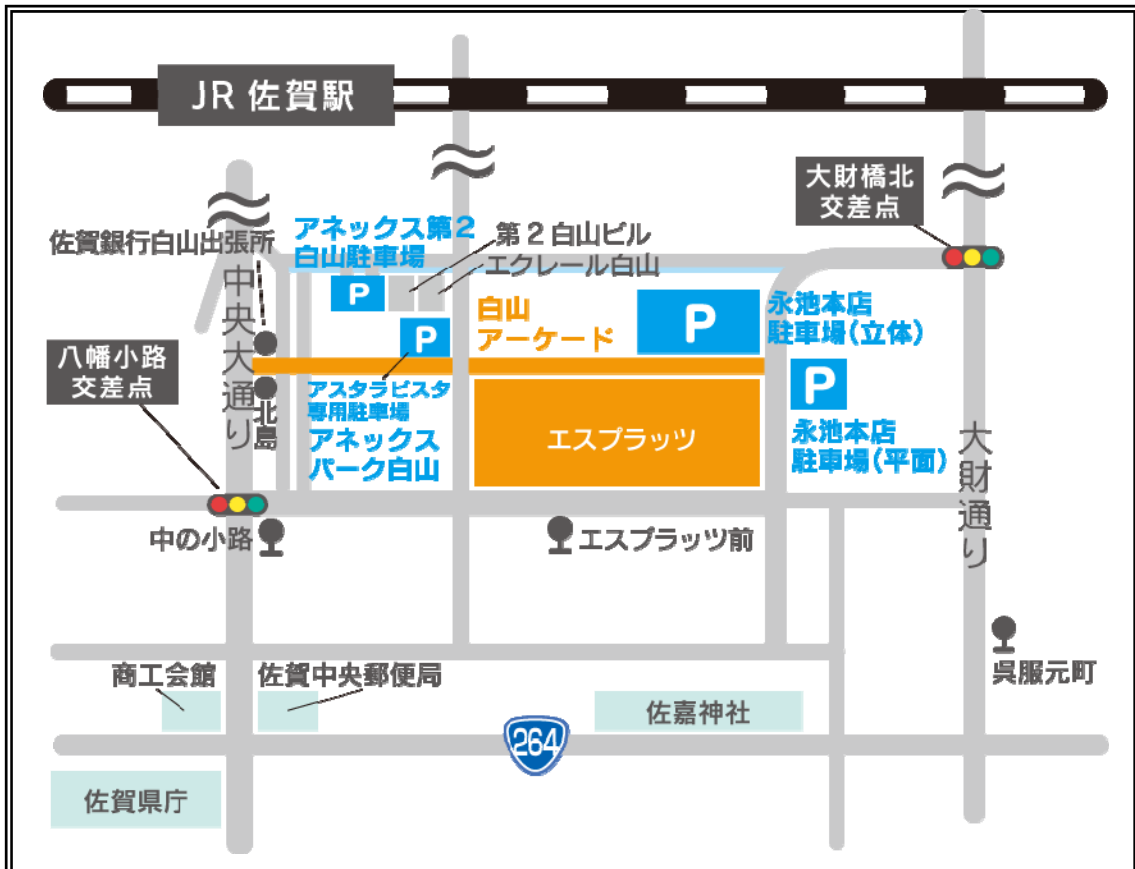 JR 佐賀駅
大財橋北
交差点
佐賀銀行白山出張所
アネックス第2
白山駐車場
第2白山ビル
エクレール白山
中央大通り
P
P
白山
アーケード
P
永池本店
駐車場(立体)
八幡小路
交差点
北島
アスタラビスタ
専用駐車場
アネックス
パーク白山
エスプラッツ
P
永池本店
駐車場(平面)
大財通り
中の小路
エスプラッツ前
呉服元町
商工会館
佐賀中央郵便局
佐嘉神社
264
佐賀県庁